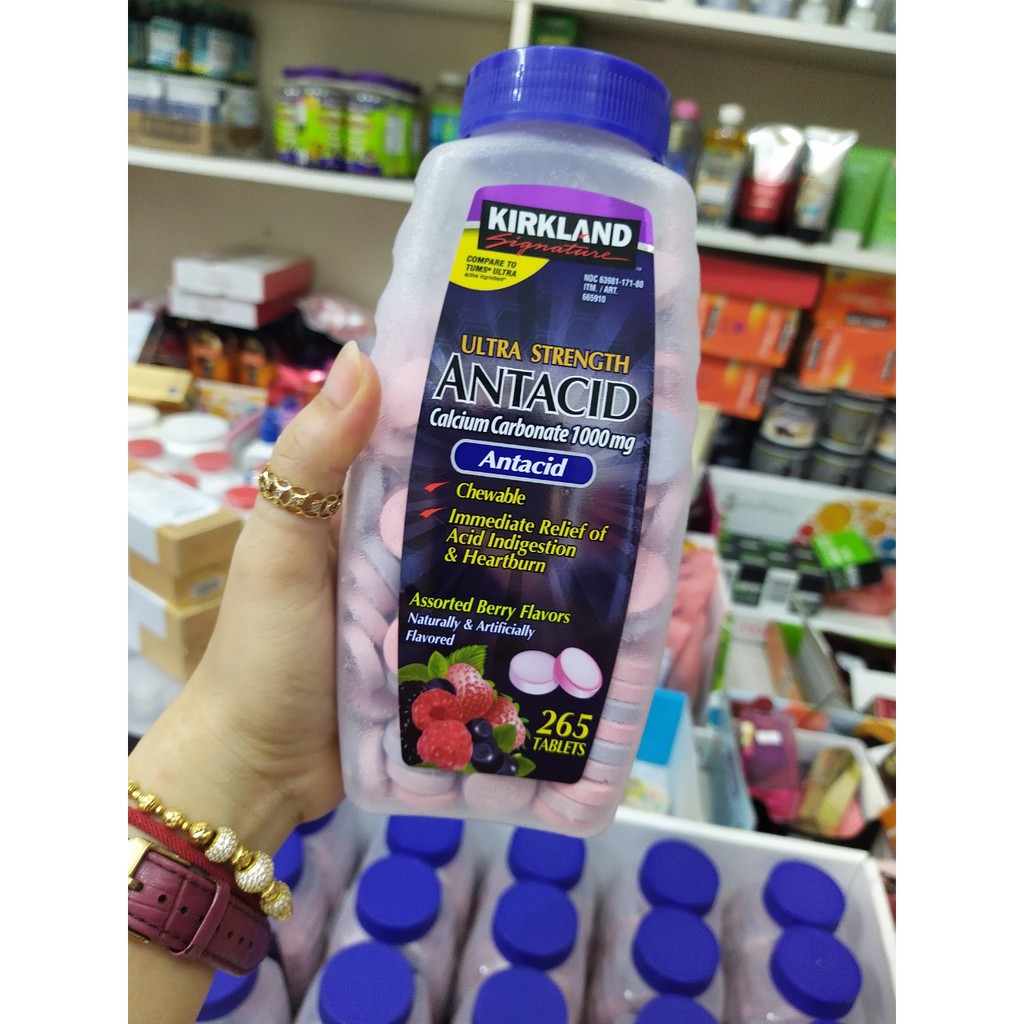 KIRKLAND
Signature
COMPARE TO
TUMS® ULTRA
active ingredient*
NDC 63981-171-80
ITM. / ART.
665910
ULTRA STRENGTH
ANTACID
Calcium Carbonate 1000 mg
Antacid
Chewable
Immediate Relief of
Acid Indigestion
& Heartburn
Assorted Berry Flavors
Naturally & Artificially
Flavored
265
TABLETS